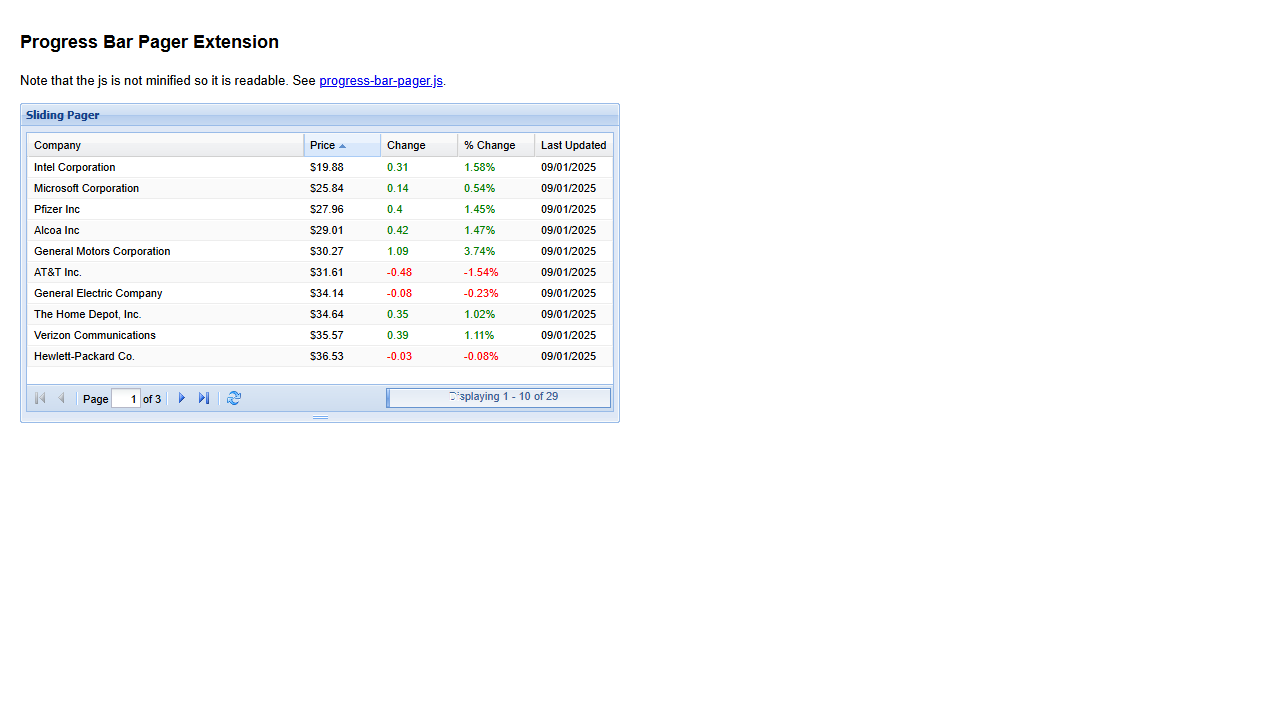 Progress Bar Pager Extension
Note that the js is not minified so it is readable. See progress-bar-pager.js.
Sliding Pager
Company Price Change % Change Last Updated
Intel Corporation $19.88 0.31 1.58% 09/01/2025
Microsoft Corporation $25.84 0.14 0.54% 09/01/2025
Pfizer Inc $27.96 0.4 1.45% 09/01/2025
Alcoa Inc $29.01 0.42 1.47% 09/01/2025
General Motors Corporation $30.27 1.09 3.74% 09/01/2025
AT&T Inc. $31.61 -0.48 -1.54% 09/01/2025
General Electric Company $34.14 -0.08 -0.23% 09/01/2025
The Home Depot, Inc. $34.64 0.35 1.02% 09/01/2025
Verizon Communications $35.57 0.39 1.11% 09/01/2025
Hewlett-Packard Co. $36.53 -0.03 -0.08% 09/01/2025
Page 1 of 3 Displaying 1 - 10 of 29